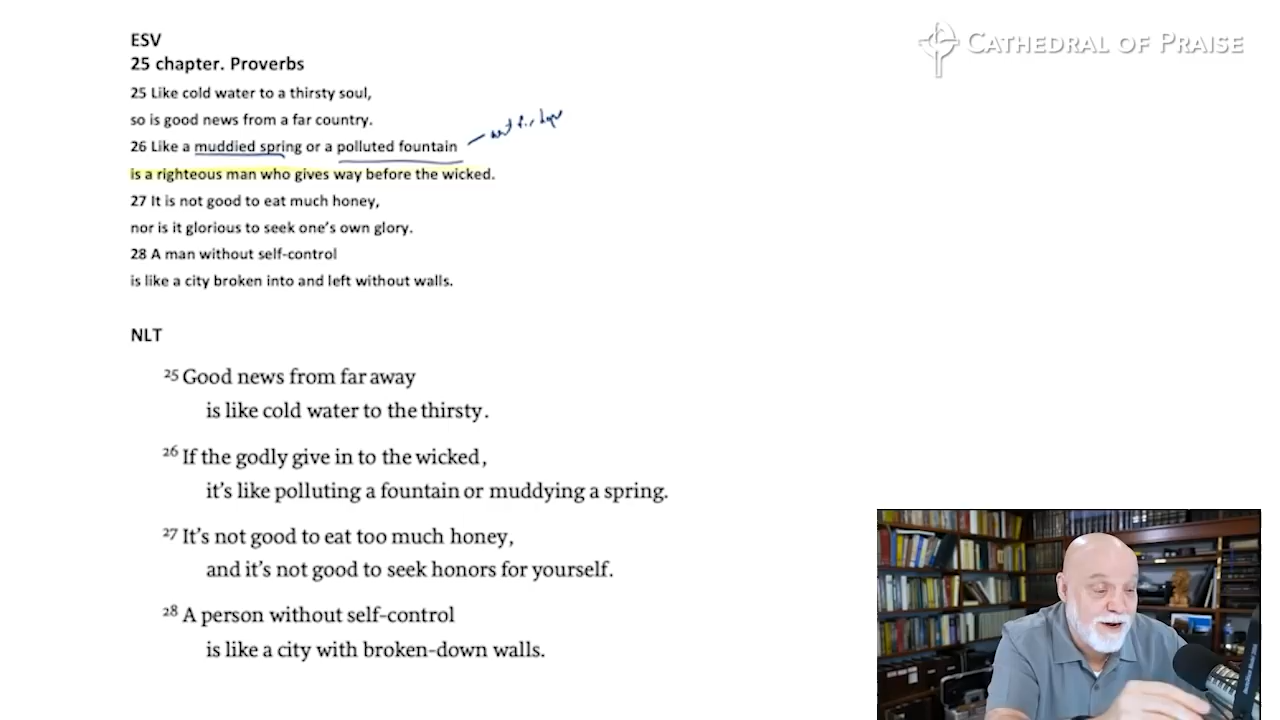 CATHEDRAL OF PRAISE
ESV
25 chapter. Proverbs
25 Like cold water to a thirsty soul,
so is good news from a far country.
26 Like a muddied spring or a polluted fountain
is a righteous man who gives way before the wicked.
27 It is not good to eat much honey,
nor is it glorious to seek one's own glory.
28 A man without self-control
is like a city broken into and left without walls.
NLT
25 Good news from far away
is like cold water to the thirsty.
26 If the godly give in to the wicked,
it's like polluting a fountain or muddying a spring.
27 It's not good to eat too much honey,
and it's not good to seek honors for yourself.
28 A person without self-control
is like a city with broken-down walls.